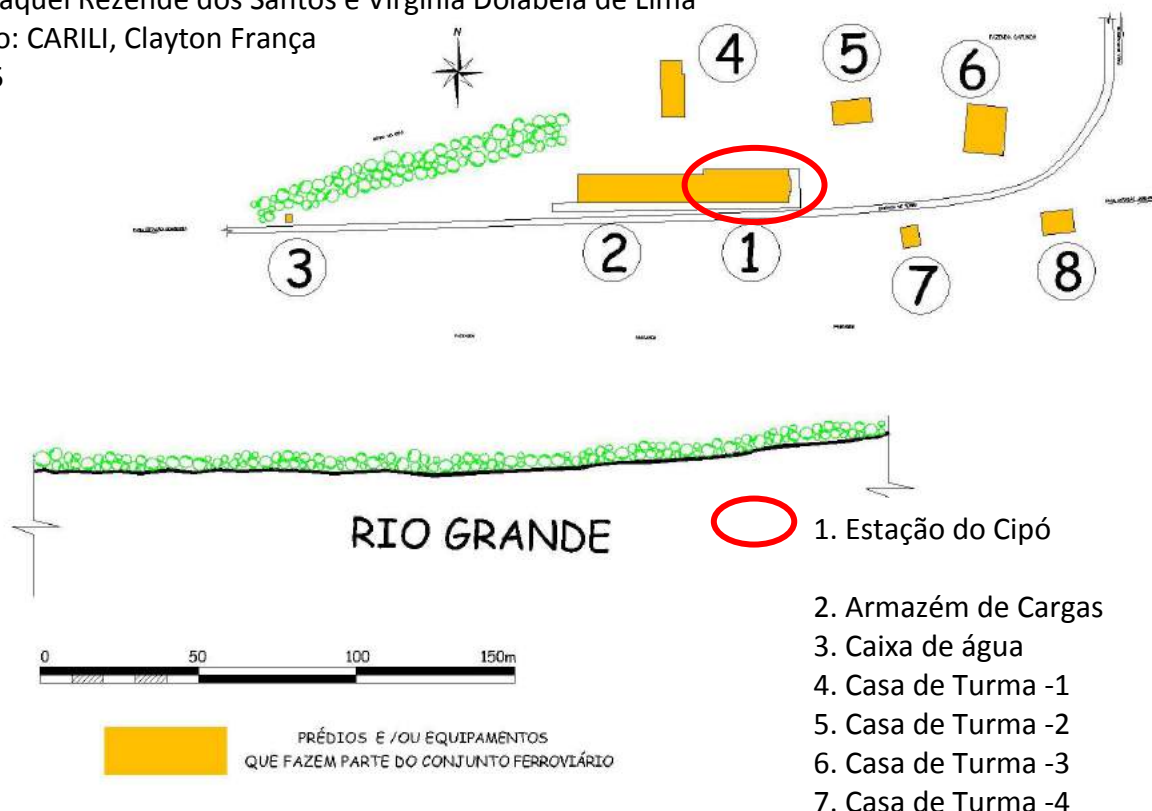 Rezende dos Santos e Virgínia Dolabela de Lima
o: CARILI, Clayton França
N
4
5
6
3
2
1
7
8
RIO GRANDE
1. Estação do Cipó
2. Armazém de Cargas
3. Caixa de água
4. Casa de Turma -1
5. Casa de Turma -2
6. Casa de Turma -3
7. Casa de Turma -4
0 50 100 150m
PRÉDIOS E /OU EQUIPAMENTOS
QUE FAZEM PARTE DO CONJUNTO FERROVIÁRIO